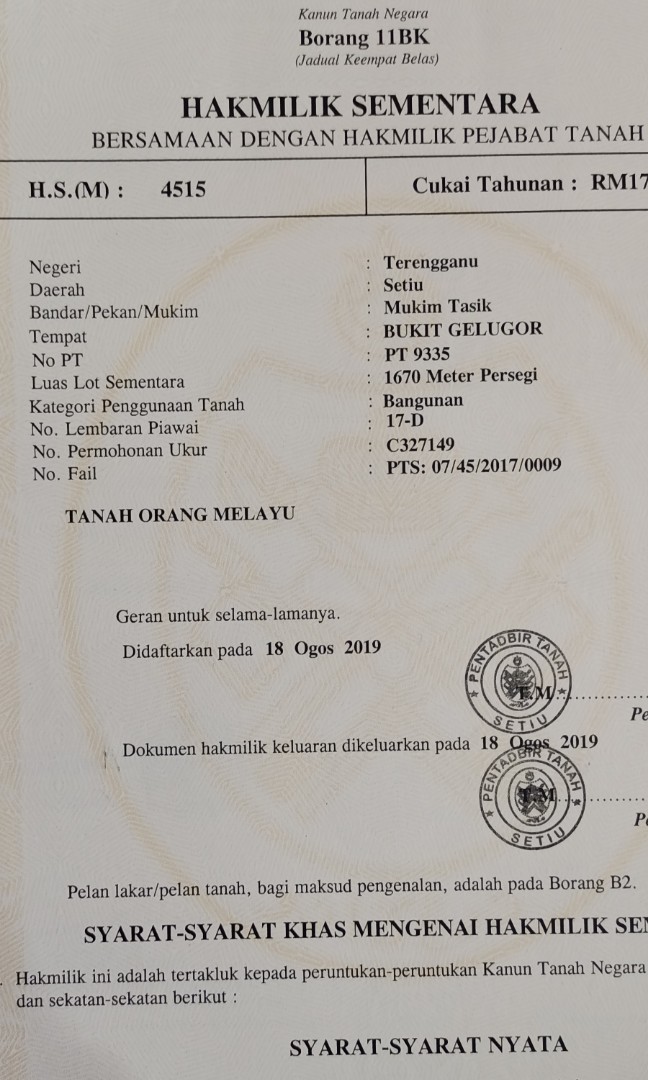 Kanun Tanah Negara
Borang 11BK
(Jadual Keempat Belas)
HAKMILIK SEMENTARA
BERSAMAAN DENGAN HAKMILIK PEJABAT TANAH
H.S.(M) : 4515 Cukai Tahunan : RM17
Negeri : Terengganu
Daerah : Setiu
Bandar/Pekan/Mukim : Mukim Tasik
Tempat : BUKIT GELUGOR
No PT : PT 9335
Luas Lot Sementara : 1670 Meter Persegi
Kategori Penggunaan Tanah : Bangunan
No. Lembaran Piawai : 17-D
No. Permohonan Ukur : C327149
No. Fail : PTS: 07/45/2017/0009
TANAH ORANG MELAYU
Geran untuk selama-lamanya.
Didaftarkan pada 18 Ogos 2019
PENTADBIR TANAH
T.M.
SETIU
Pe
Dokumen hakmilik keluaran dikeluarkan pada 18 Ogos 2019
PENTADBIR TANAH
T.M.
SETIU
Pe
Pelan lakar/pelan tanah, bagi maksud pengenalan, adalah pada Borang B2.
SYARAT-SYARAT KHAS MENGENAI HAKMILIK SEM
Hakmilik ini adalah tertakluk kepada peruntukan-peruntukan Kanun Tanah Negara
dan sekatan-sekatan berikut :
SYARAT-SYARAT NYATA